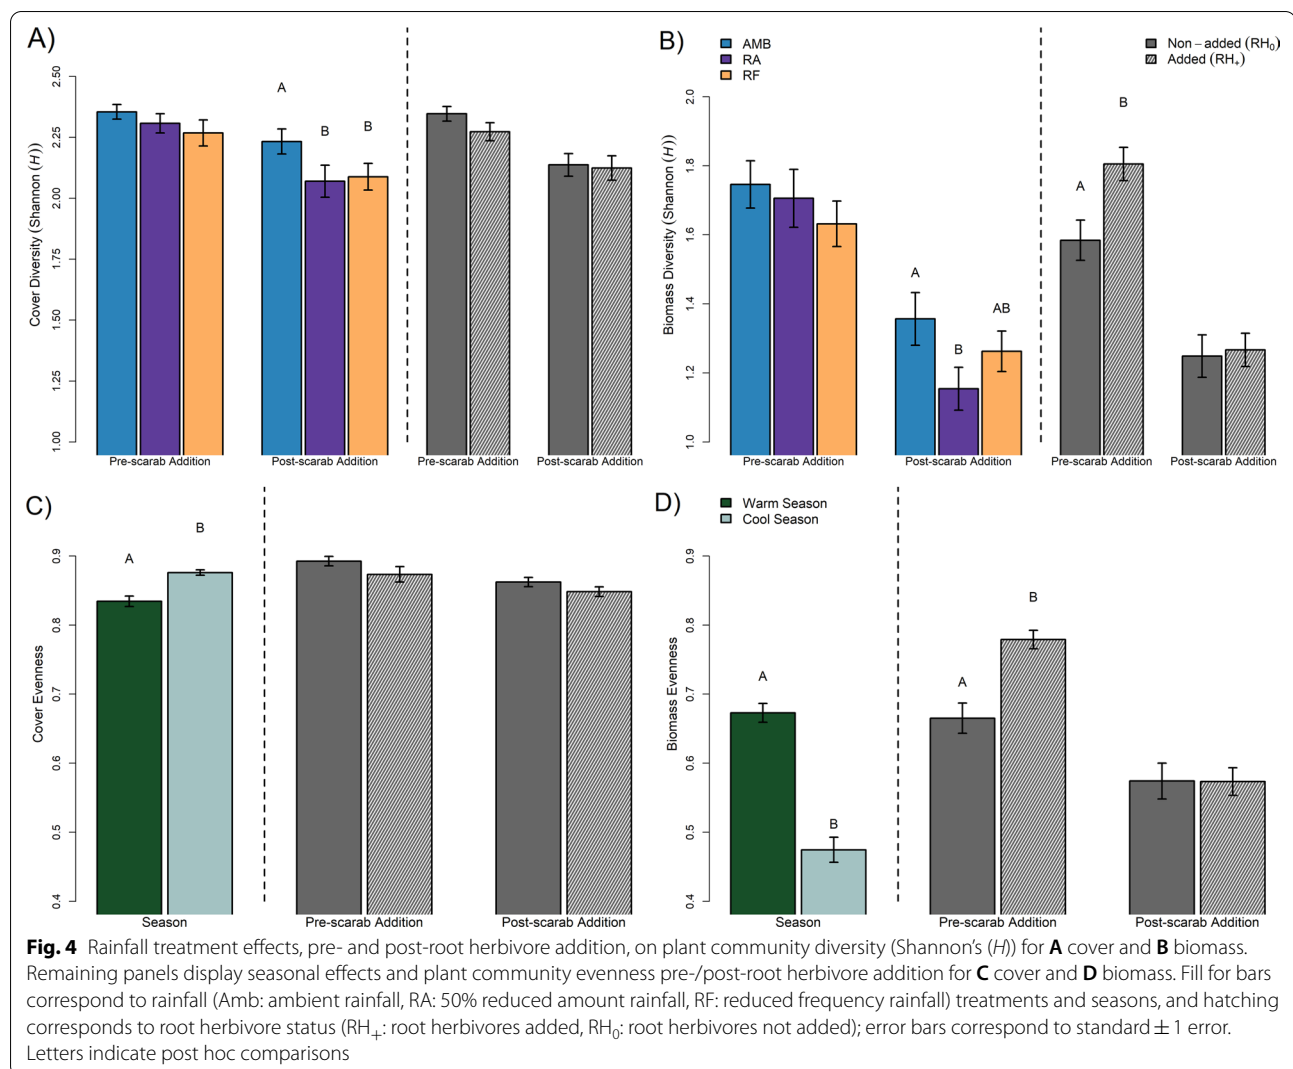 A)
Cover Diversity (Shannon (H))
2.50
2.25
2.00
1.75
1.50
1.25
1.00
A
B
B
Pre-scarab Addition
Post-scarab Addition
Pre-scarab Addition
Post-scarab Addition
B)
AMB
RA
RF
Non – added (RH0)
Added (RH+)
Biomass Diversity (Shannon (H))
2.0
1.8
1.6
1.4
1.2
1.0
A
B
AB
A
B
Pre-scarab Addition
Post-scarab Addition
Pre-scarab Addition
Post-scarab Addition
C)
Cover Evenness
0.9
0.8
0.7
0.6
0.5
0.4
A
B
Season
Pre-scarab Addition
Post-scarab Addition
D)
Warm Season
Cool Season
Biomass Evenness
0.9
0.8
0.7
0.6
0.5
0.4
A
B
A
B
Season
Pre-scarab Addition
Post-scarab Addition
Fig. 4 Rainfall treatment effects, pre- and post-root herbivore addition, on plant community diversity (Shannon's (H)) for A cover and B biomass.
Remaining panels display seasonal effects and plant community evenness pre-/post-root herbivore addition for C cover and D biomass. Fill for bars
correspond to rainfall (Amb: ambient rainfall, RA: 50% reduced amount rainfall, RF: reduced frequency rainfall) treatments and seasons, and hatching
corresponds to root herbivore status (RH+: root herbivores added, RH0: root herbivores not added); error bars correspond to standard ± 1 error.
Letters indicate post hoc comparisons